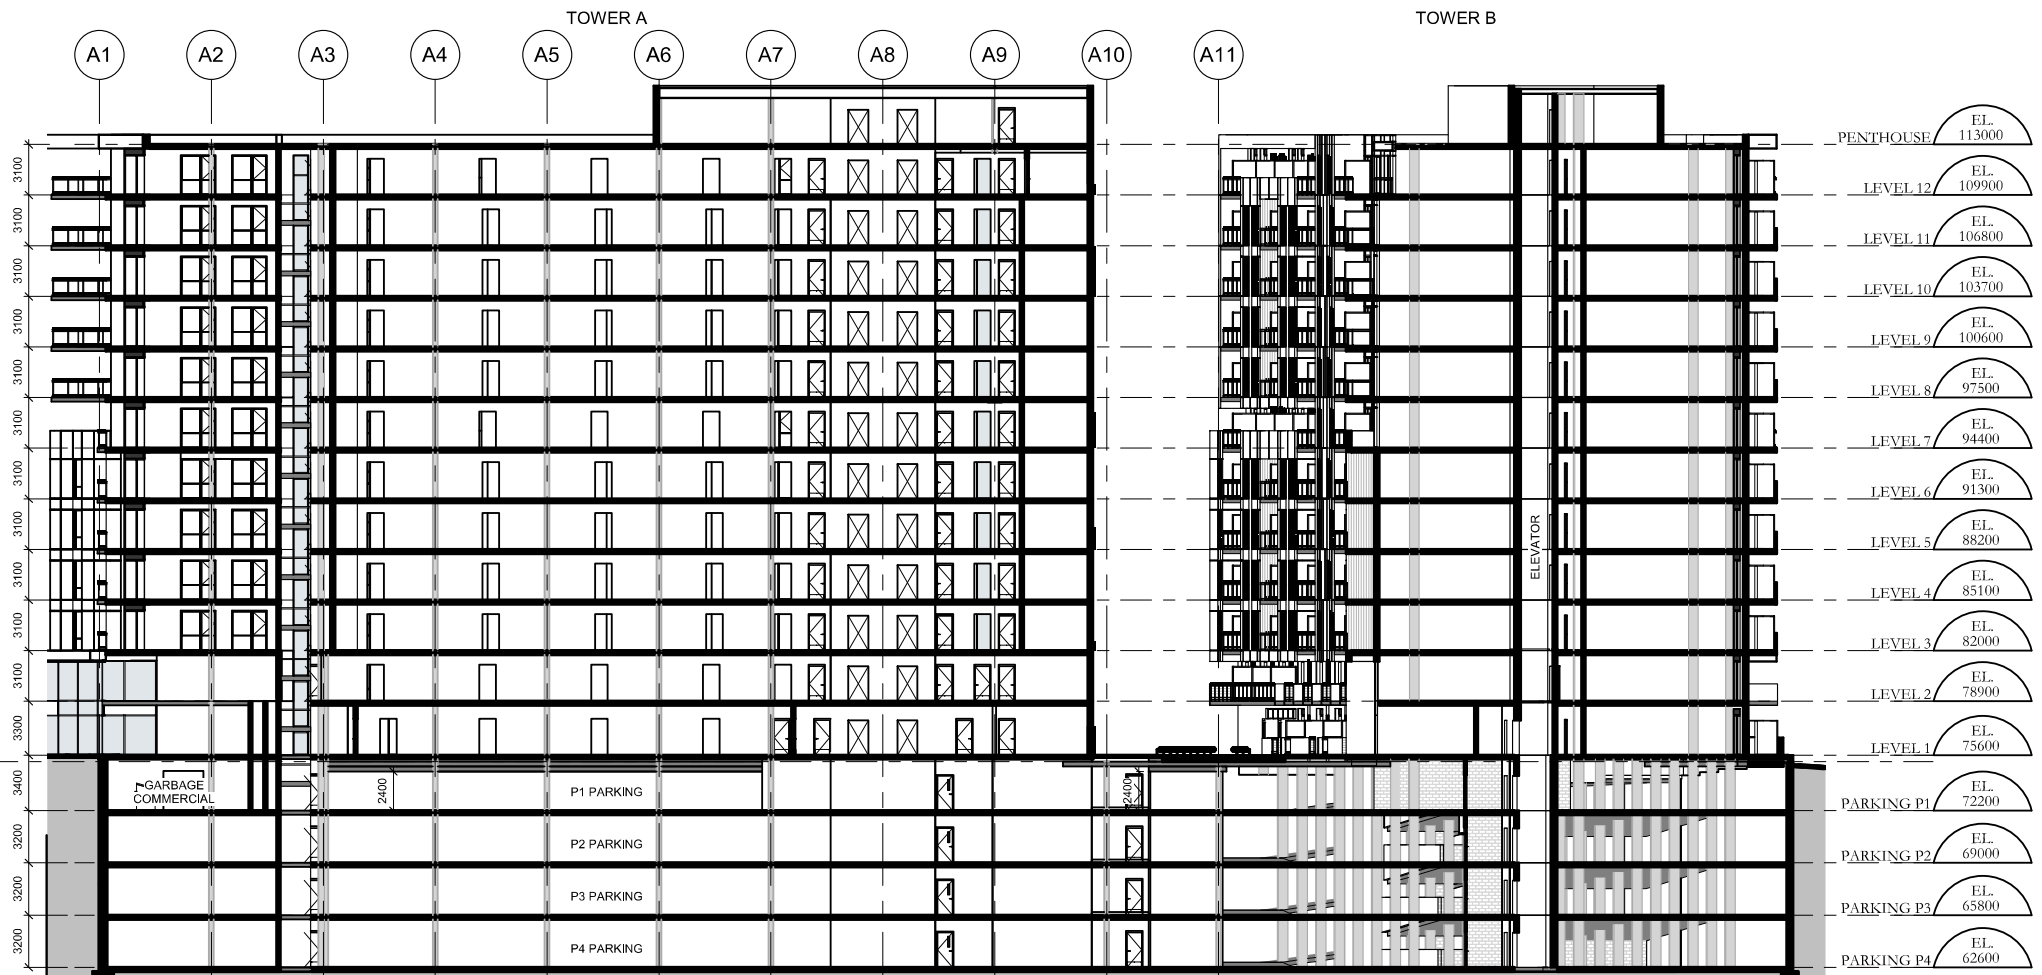 TOWER A
TOWER B
A1 A2 A3 A4 A5 A6 A7 A8 A9 A10 A11
PENTHOUSE EL. 113000
3100
LEVEL 12 EL. 109900
3100
LEVEL 11 EL. 106800
3100
LEVEL 10 EL. 103700
3100
LEVEL 9 EL. 100600
3100
LEVEL 8 EL. 97500
3100
LEVEL 7 EL. 94400
3100
LEVEL 6 EL. 91300
3100
ELEVATOR
LEVEL 5 EL. 88200
3100
LEVEL 4 EL. 85100
3100
LEVEL 3 EL. 82000
3100
LEVEL 2 EL. 78900
3300
LEVEL 1 EL. 75600
3400
GARBAGE
COMMERCIAL
2400
P1 PARKING
2400
PARKING P1 EL. 72200
3200
P2 PARKING
PARKING P2 EL. 69000
3200
P3 PARKING
PARKING P3 EL. 65800
3200
P4 PARKING
PARKING P4 EL. 62600